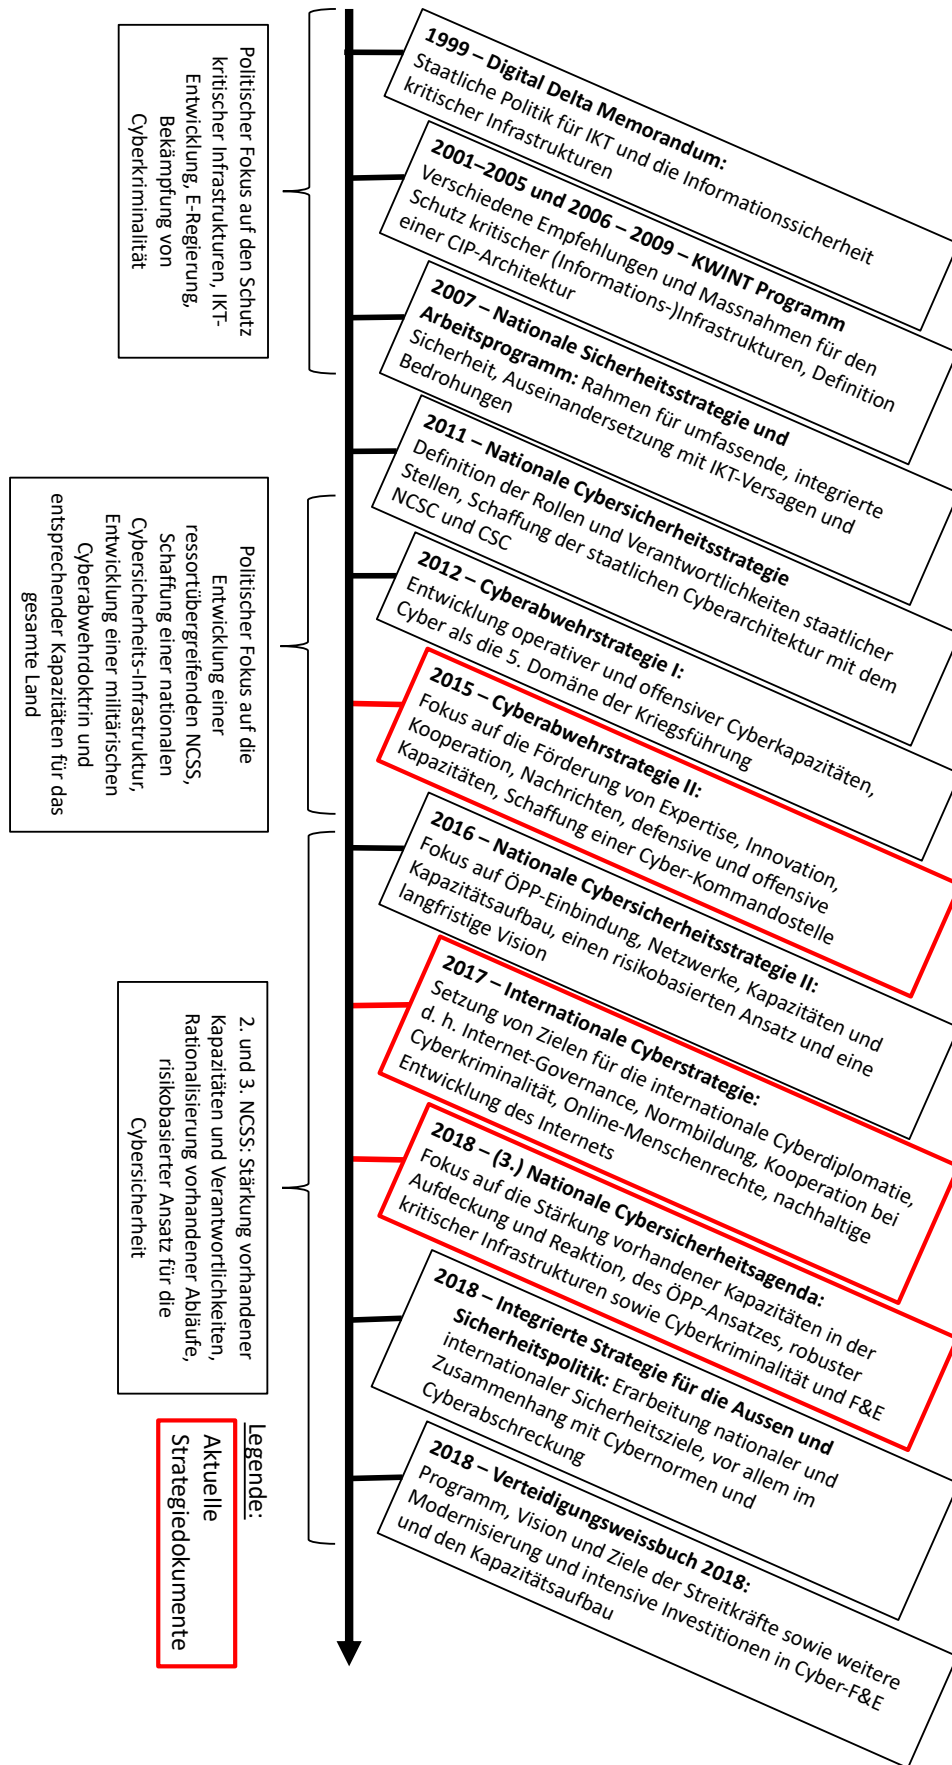 1999 – Digital Delta Memorandum:
Staatliche Politik für IKT und die Informationssicherheit
kritischer Infrastrukturen
2001–2005 und 2006 – 2009 – KWINT Programm
Verschiedene Empfehlungen und Massnahmen für den
Schutz kritischer (Informations-)Infrastrukturen, Definition
einer CIP-Architektur
2007 – Nationale Sicherheitsstrategie und
Arbeitsprogramm: Rahmen für umfassende, integrierte
Sicherheit, Auseinandersetzung mit IKT-Versagen und
Bedrohungen
2011 – Nationale Cybersicherheitsstrategie
Definition der Rollen und Verantwortlichkeiten staatlicher
Stellen, Schaffung der staatlichen Cyberarchitektur mit dem
NCSC und CSC
2012 – Cyberabwehrstrategie I:
Entwicklung operativer und offensiver Cyberkapazitäten,
Cyber als die 5. Domäne der Kriegsführung
2015 – Cyberabwehrstrategie II:
Fokus auf die Förderung von Expertise, Innovation,
Kooperation, Nachrichten, defensive und offensive
Kapazitäten, Schaffung einer Cyber-Kommandostelle
2016 – Nationale Cybersicherheitsstrategie II:
Fokus auf ÖPP-Einbindung, Netzwerke, Kapazitäten und
Kapazitätsaufbau, einen risikobasierten Ansatz und eine
langfristige Vision
2017 – Internationale Cyberstrategie:
Setzung von Zielen für die internationale Cyberdiplomatie,
d. h. Internet-Governance, Normbildung, Kooperation bei
Cyberkriminalität, Online-Menschenrechte, nachhaltige
Entwicklung des Internets
2018 – (3.) Nationale Cybersicherheitsagenda:
Fokus auf die Stärkung vorhandener Kapazitäten in der
Aufdeckung und Reaktion, des ÖPP-Ansatzes, robuster
kritischer Infrastrukturen sowie Cyberkriminalität und F&E
2018 – Integrierte Strategie für die Aussen und
Sicherheitspolitik: Erarbeitung nationaler und
internationaler Sicherheitsziele, vor allem im
Zusammenhang mit Cybernormen und
Cyberabschreckung
2018 – Verteidigungsweissbuch 2018:
Programm, Vision und Ziele der Streitkräfte sowie weitere
Modernisierung und intensive Investitionen in Cyber-F&E
und den Kapazitätsaufbau
Politischer Fokus auf den Schutz
kritischer Infrastrukturen, IKT-
Entwicklung, E-Regierung,
Bekämpfung von
Cyberkriminalität
Politischer Fokus auf die
Entwicklung einer
ressortübergreifenden NCSS,
Schaffung einer nationalen
Cybersicherheits-Infrastruktur,
Entwicklung einer militärischen
Cyberabwehrdoktrin und
entsprechender Kapazitäten für das
gesamte Land
2. und 3. NCSS: Stärkung vorhandener
Kapazitäten und Verantwortlichkeiten,
Rationalisierung vorhandener Abläufe,
risikobasierter Ansatz für die
Cybersicherheit
Legende:
Aktuelle
Strategiedokumente